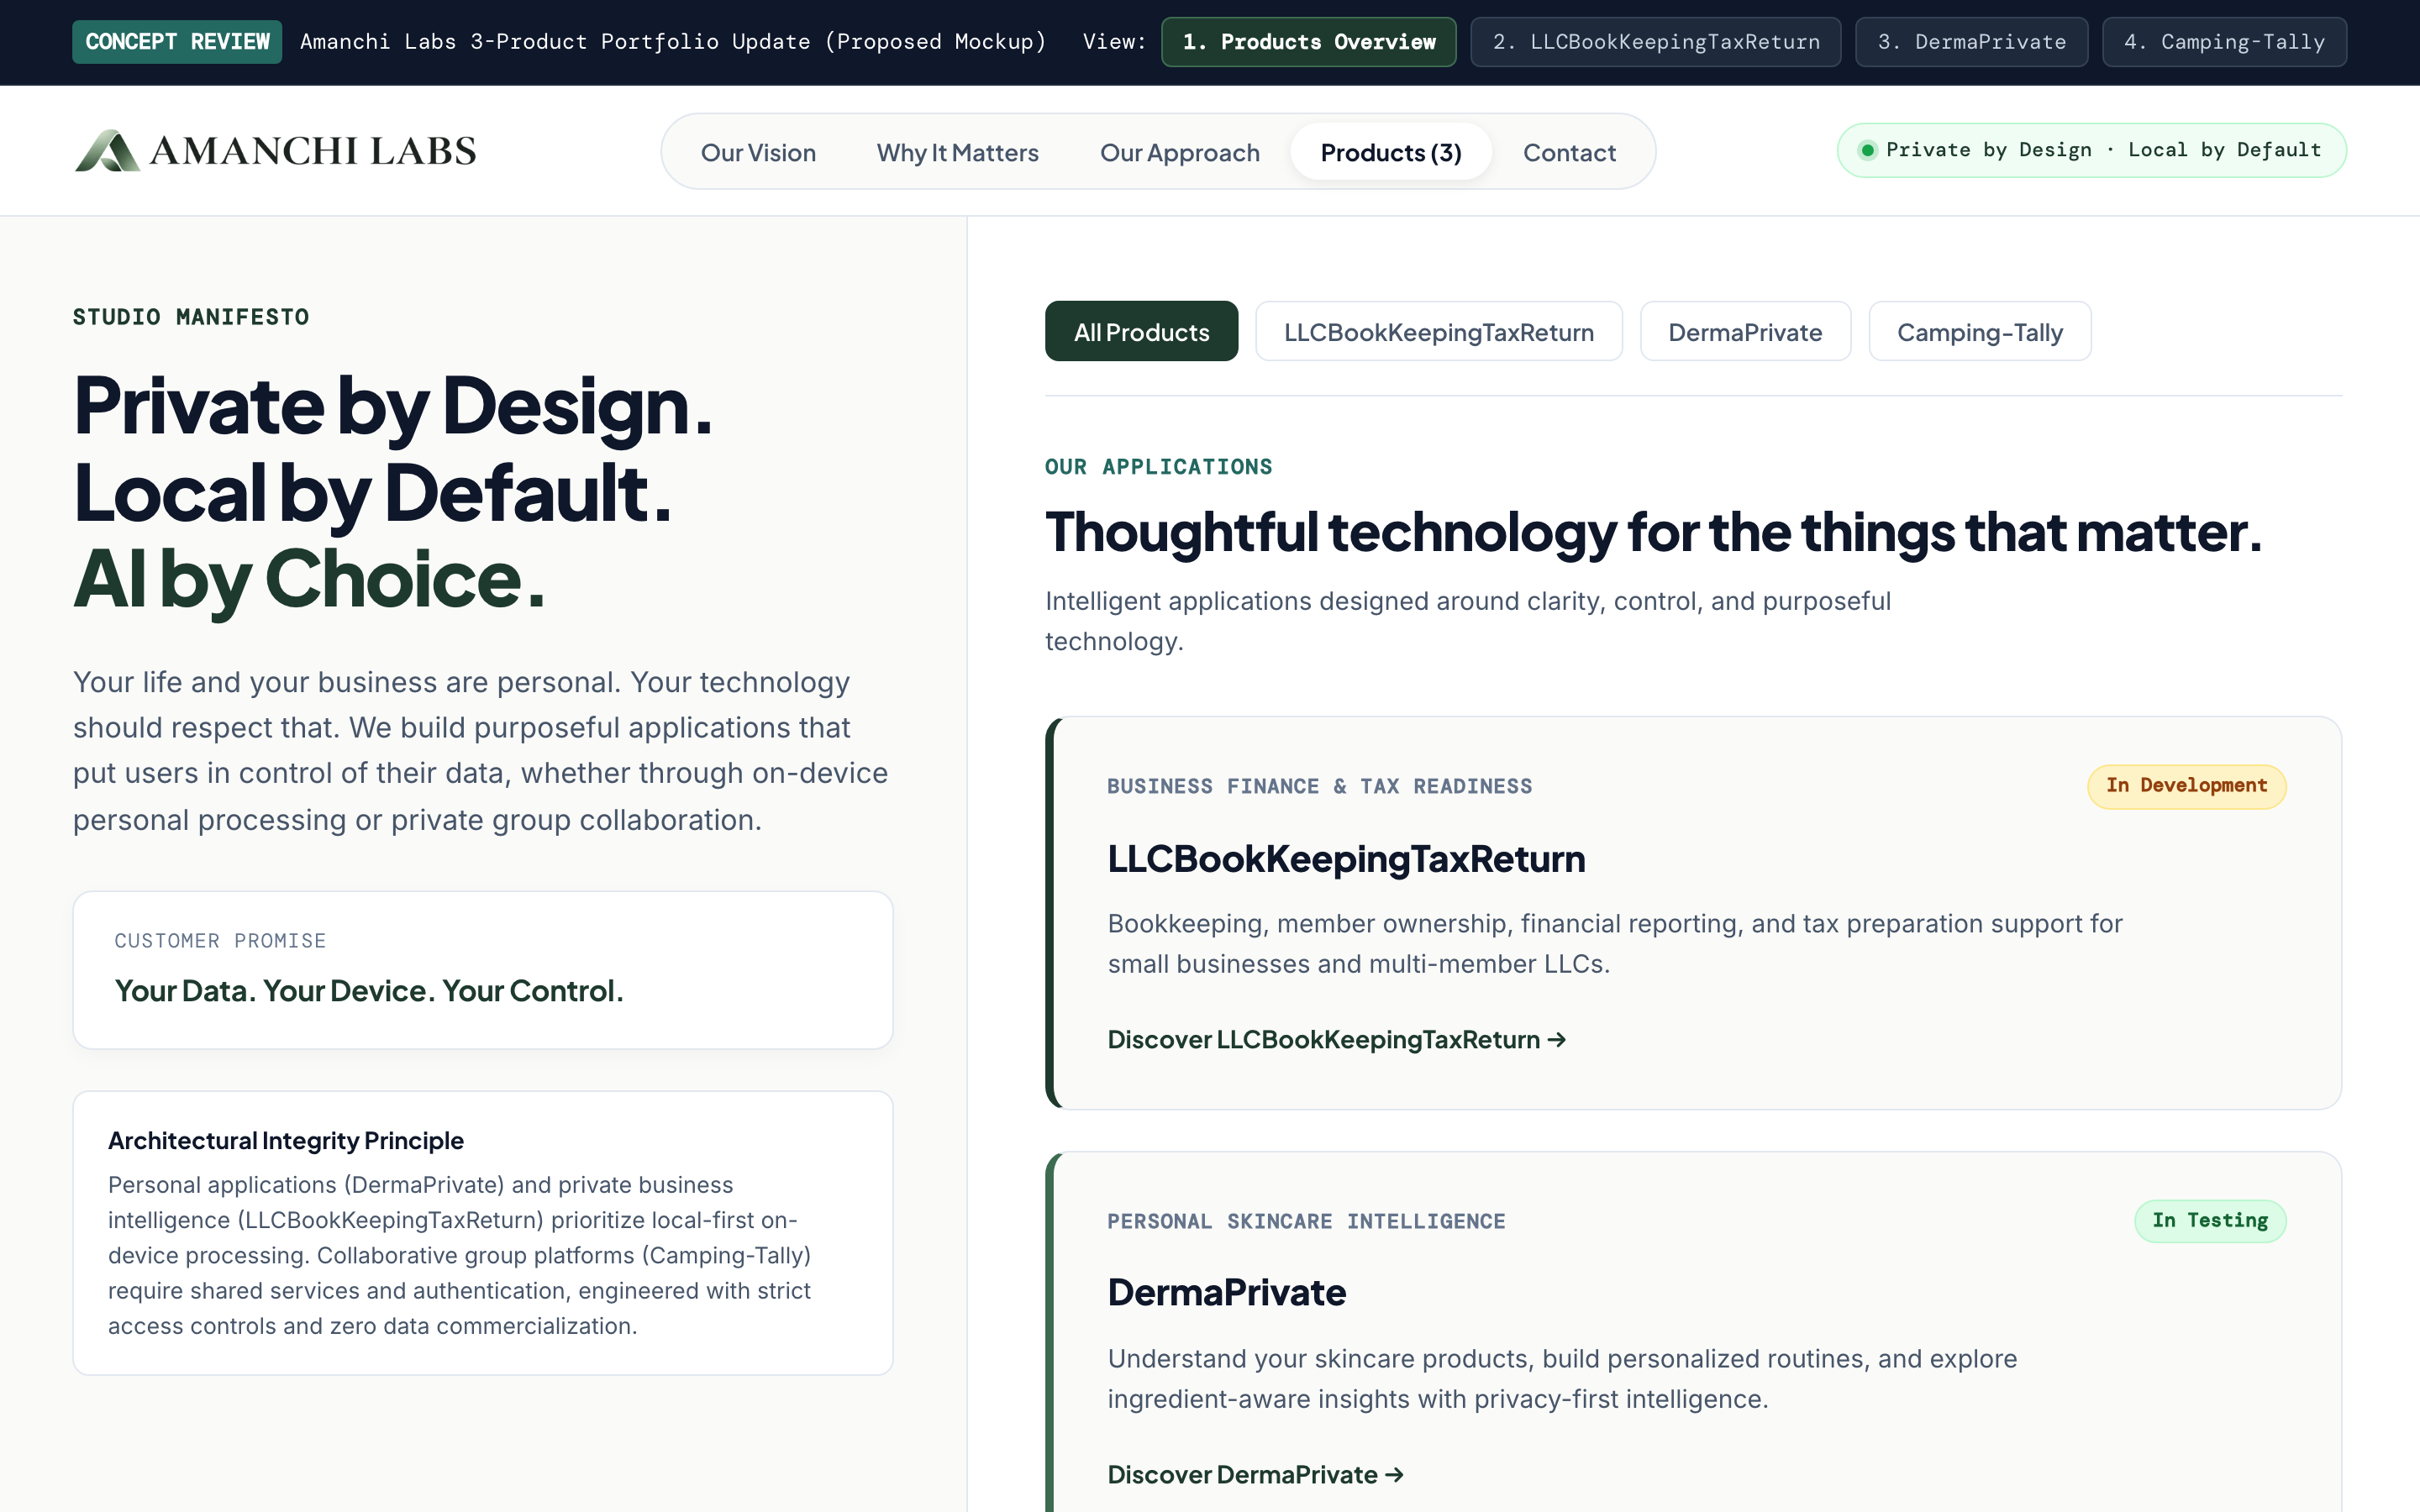 CONCEPT REVIEW Amanchi Labs 3-Product Portfolio Update (Proposed Mockup) View: 1. Products Overview 2. LLCBookKeepingTaxReturn 3. DermaPrivate 4. Camping-Tally
AMANCHI LABS Our Vision Why It Matters Our Approach Products (3) Contact Private by Design · Local by Default
STUDIO MANIFESTO
Private by Design.
Local by Default.
AI by Choice.
Your life and your business are personal. Your technology
should respect that. We build purposeful applications that
put users in control of their data, whether through on-device
personal processing or private group collaboration.
CUSTOMER PROMISE
Your Data. Your Device. Your Control.
Architectural Integrity Principle
Personal applications (DermaPrivate) and private business
intelligence (LLCBookKeepingTaxReturn) prioritize local-first on-
device processing. Collaborative group platforms (Camping-Tally)
require shared services and authentication, engineered with strict
access controls and zero data commercialization.
All Products LLCBookKeepingTaxReturn DermaPrivate Camping-Tally
OUR APPLICATIONS
Thoughtful technology for the things that matter.
Intelligent applications designed around clarity, control, and purposeful
technology.
BUSINESS FINANCE & TAX READINESS In Development
LLCBookKeepingTaxReturn
Bookkeeping, member ownership, financial reporting, and tax preparation support for
small businesses and multi-member LLCs.
Discover LLCBookKeepingTaxReturn →
PERSONAL SKINCARE INTELLIGENCE In Testing
DermaPrivate
Understand your skincare products, build personalized routines, and explore
ingredient-aware insights with privacy-first intelligence.
Discover DermaPrivate →